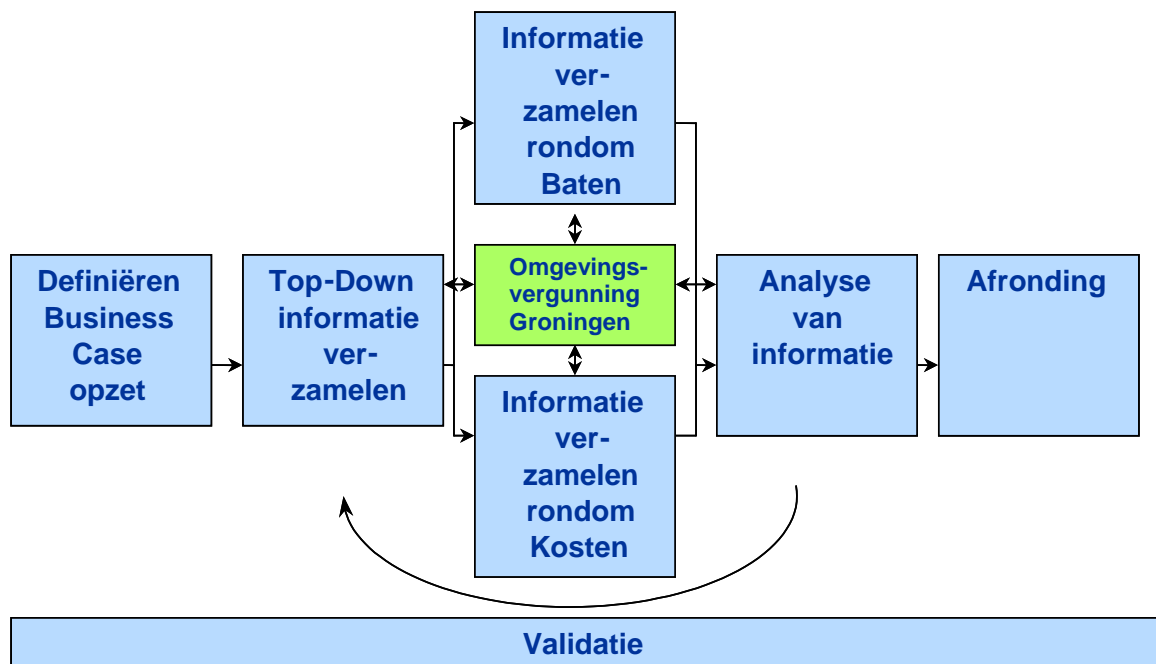 Informatie
ver-
zamelen
rondom
Baten
Definiëren
Business
Case
opzet
Top-Down
informatie
ver-
zamelen
Omgevings-
vergunning
Groningen
Analyse
van
informatie
Afronding
Informatie
ver-
zamelen
rondom
Kosten
Validatie